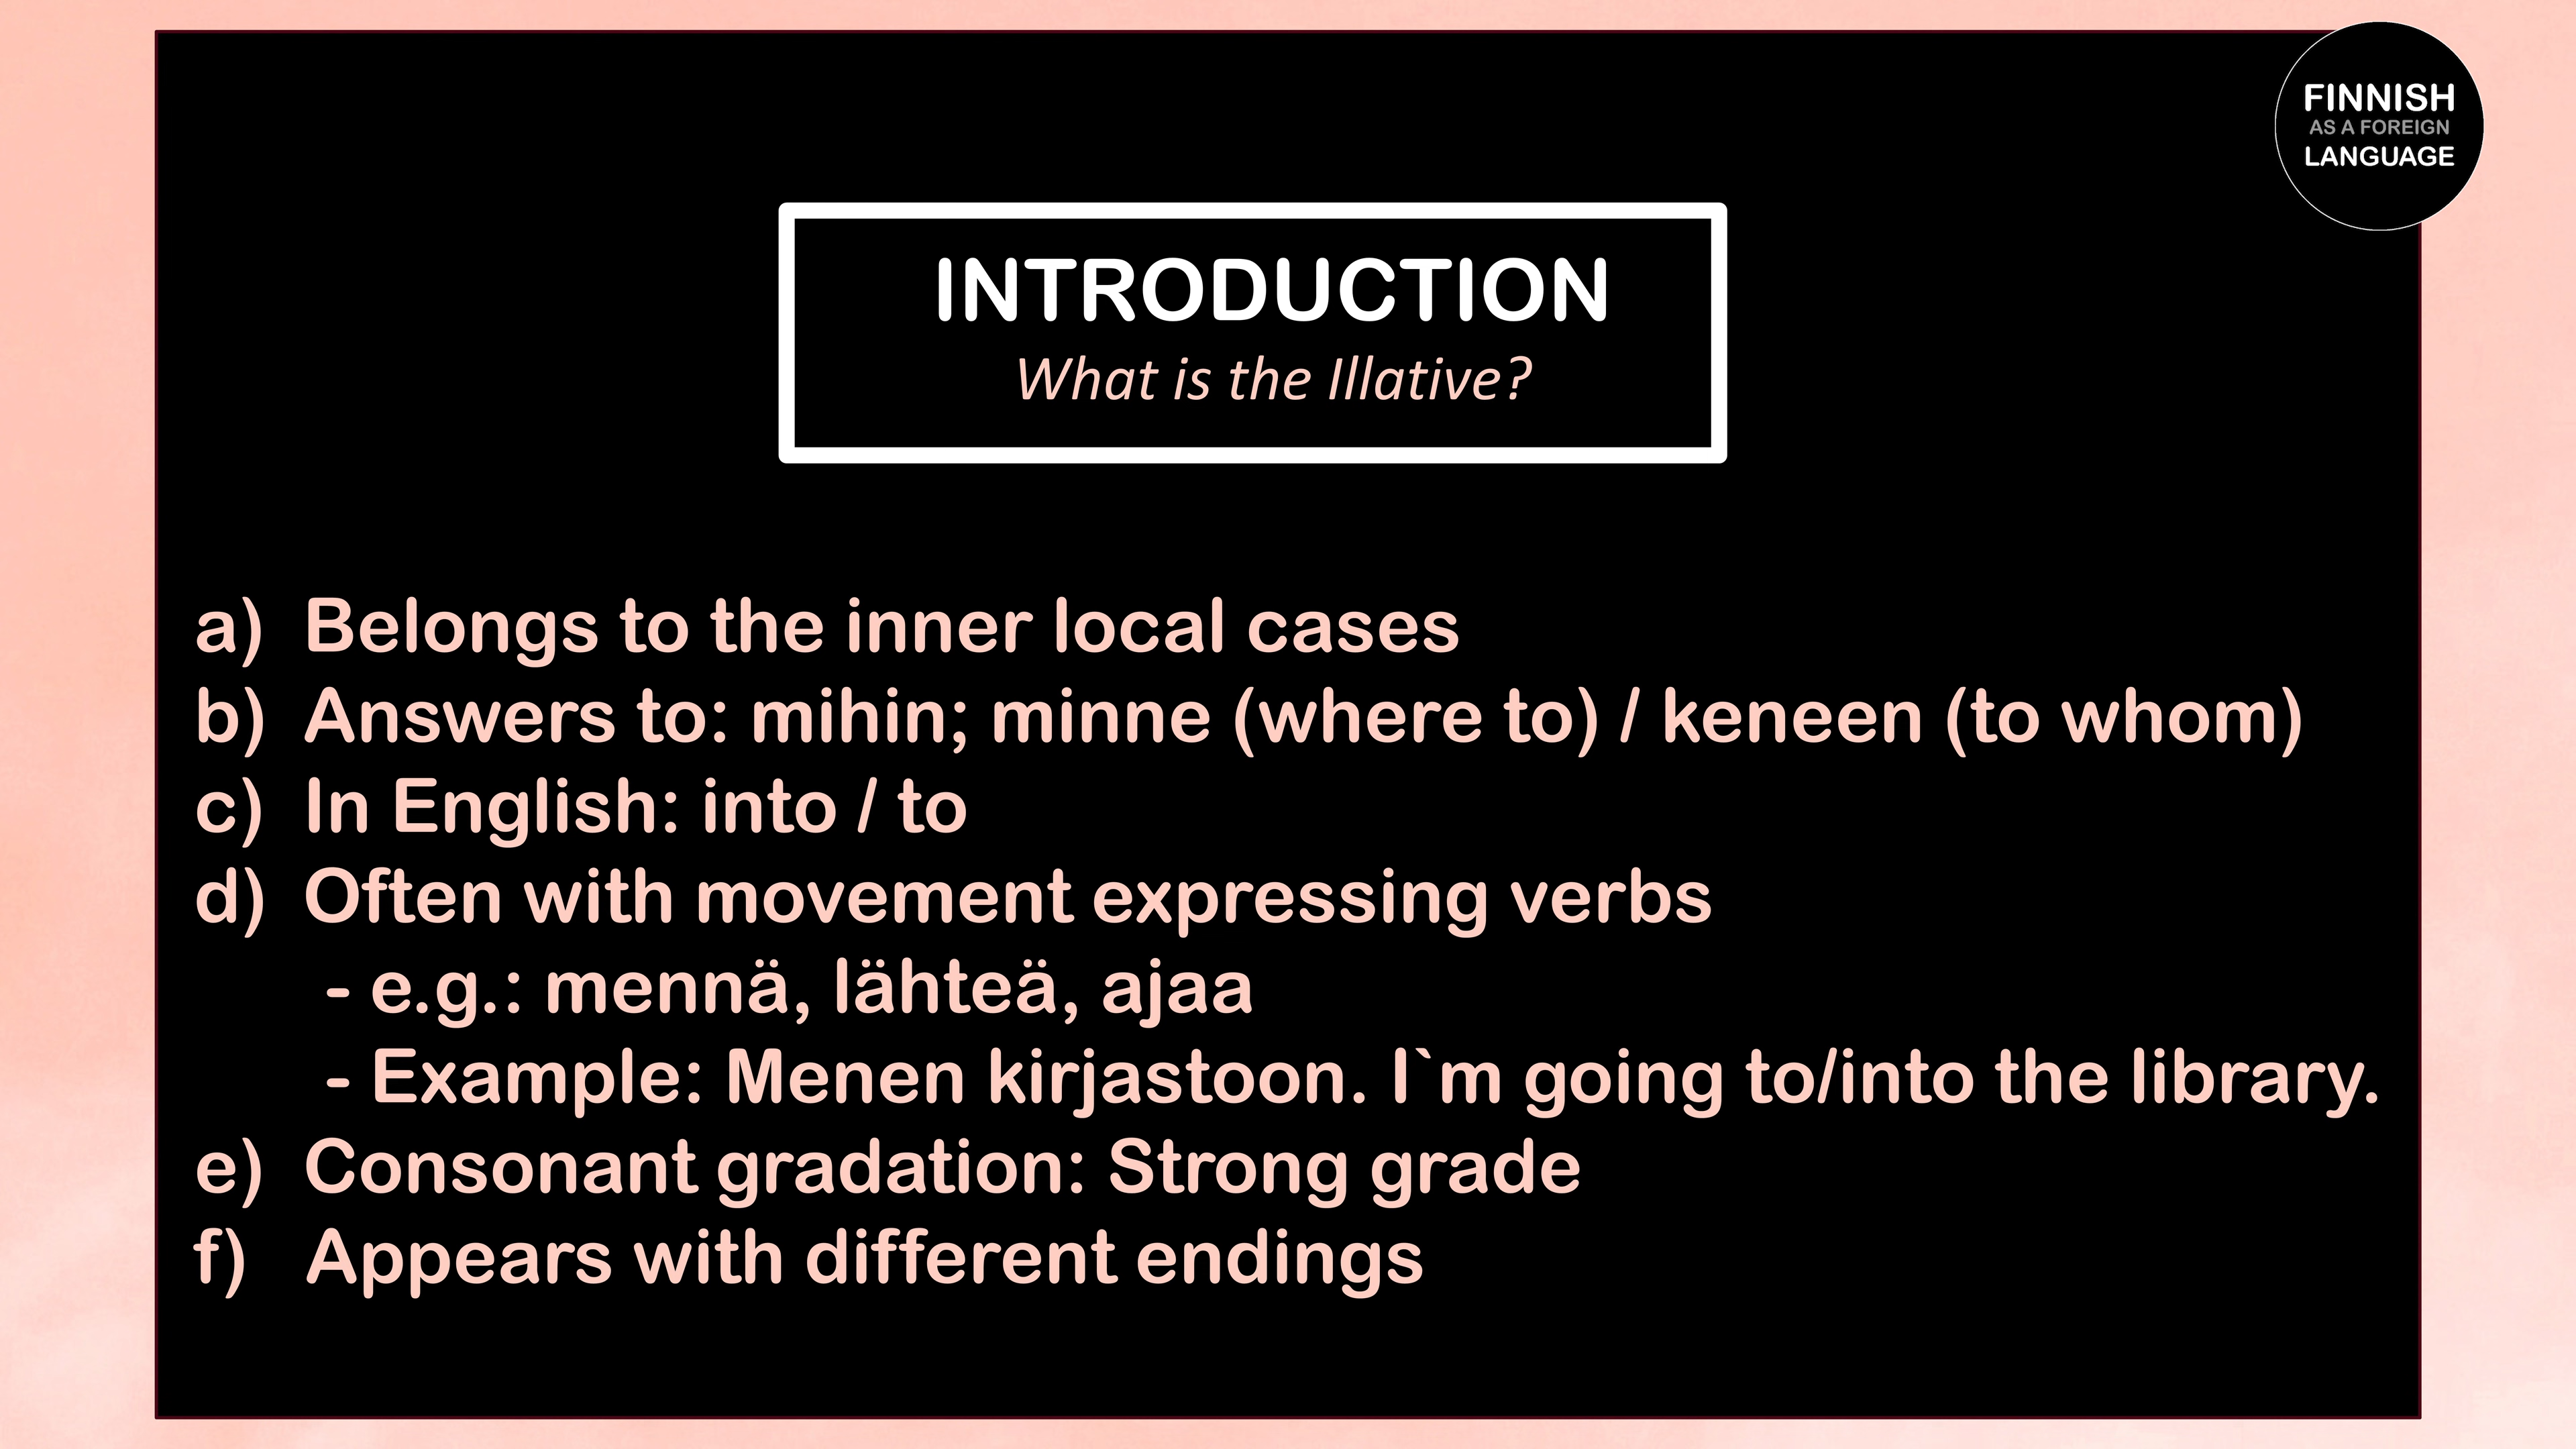 FINNISH
AS A FOREIGN
LANGUAGE
INTRODUCTION
What is the Illative?
a) Belongs to the inner local cases
b) Answers to: mihin; minne (where to) / keneen (to whom)
c) In English: into / to
d) Often with movement expressing verbs
- e.g.: mennä, lähteä, ajaa
- Example: Menen kirjastoon. I`m going to/into the library.
e) Consonant gradation: Strong grade
f) Appears with different endings